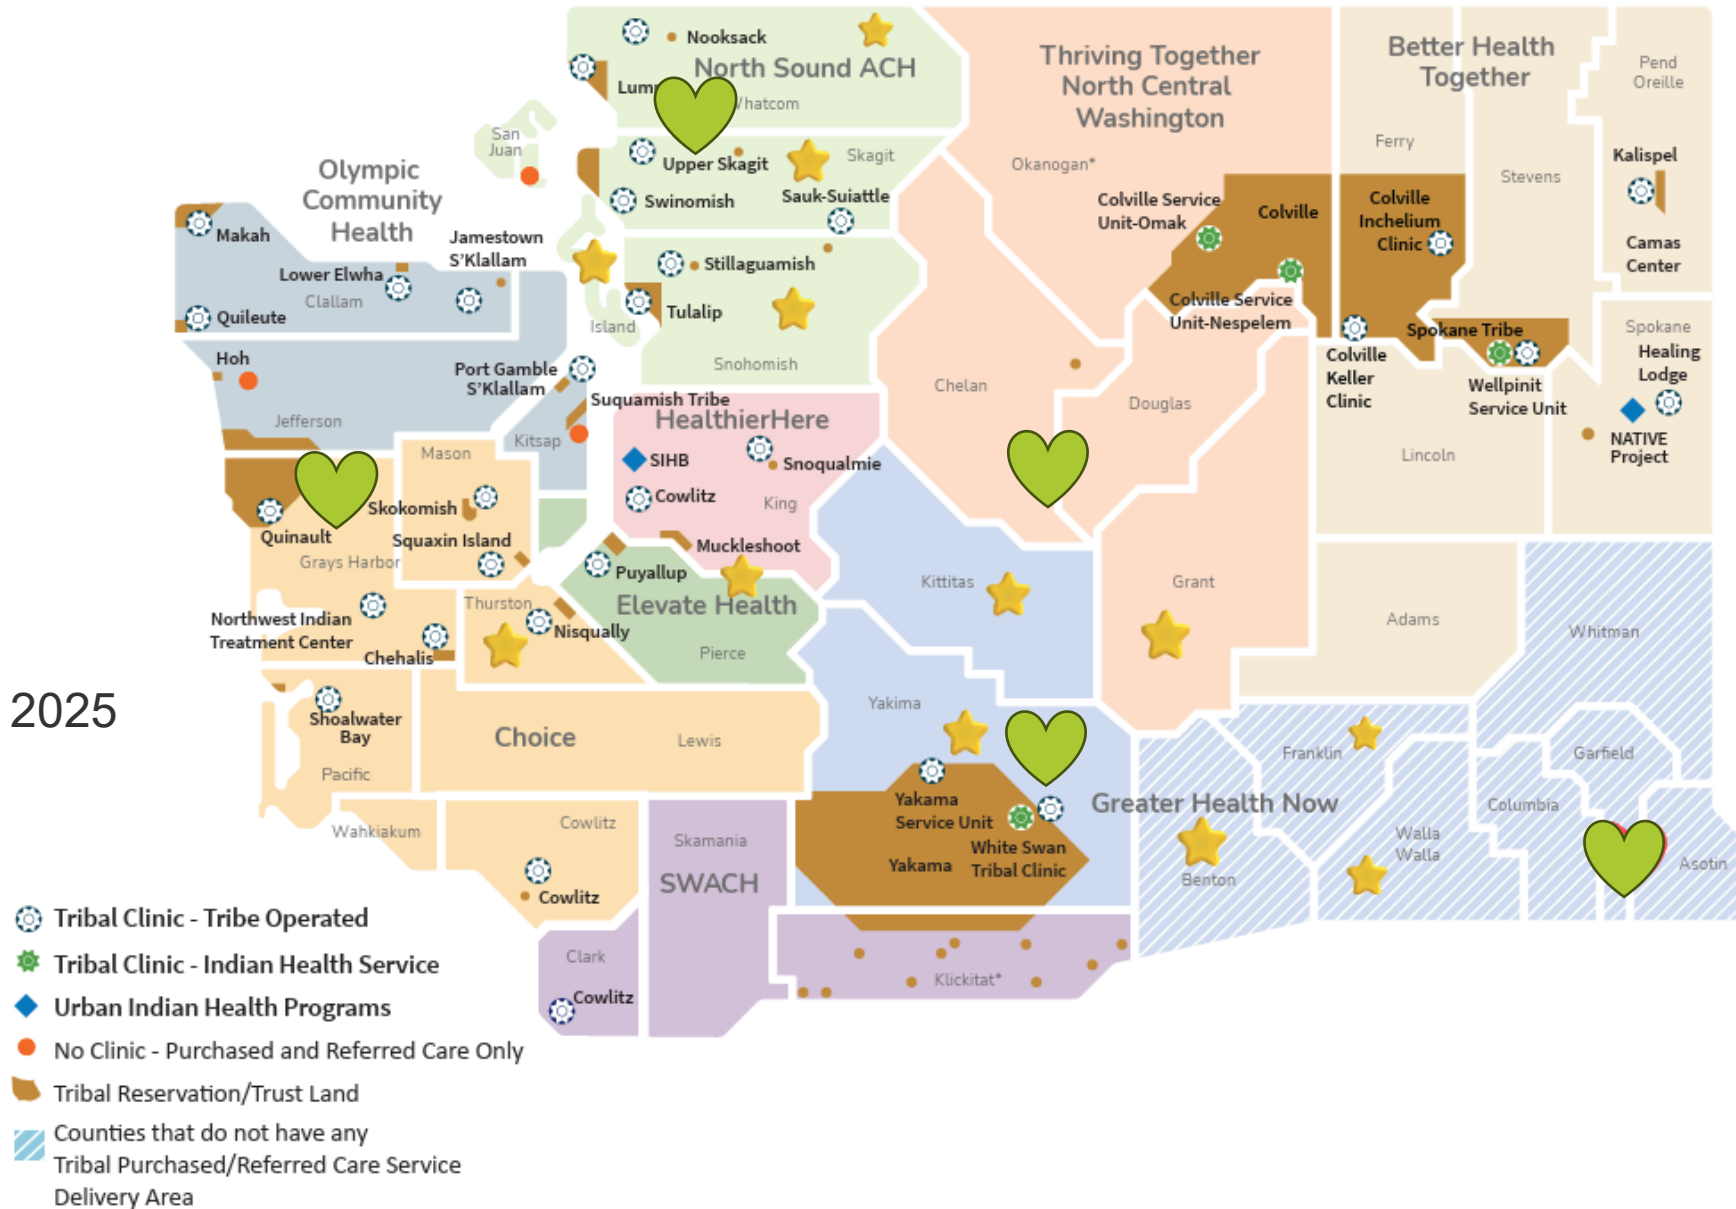 Nooksack
North Sound ACH
Whatcom
San
Juan
Upper Skagit
Skagit
Swinomish
Sauk-Suiattle
Stillaguamish
Tulalip
Island
Snohomish
Thriving Together
North Central
Washington
Okanogan*
Colville Service
Unit-Omak
Colville
Colville Service
Unit-Nespelem
Chelan
Douglas
Grant
Better Health
Together
Pend
Oreille
Ferry
Stevens
Kalispel
Camas
Center
Colville
Inchelium
Clinic
Colville
Keller
Clinic
Spokane Tribe
Wellpinit
Service Unit
Spokane
Healing
Lodge
NATIVE
Project
Lincoln
Adams
Whitman
Olympic
Community
Health
Makah
Jamestown
S'Klallam
Lower Elwha
Clallam
Quileute
Hoh
Port Gamble
S'Klallam
Jefferson
Suquamish Tribe
Kitsap
HealthierHere
SIHB
Snoqualmie
Cowlitz
King
Muckleshoot
Mason
Skokomish
Squaxin Island
Quinault
Grays Harbor
Puyallup
Elevate Health
Pierce
Thurston
Nisqually
Northwest Indian
Treatment Center
Chehalis
Shoalwater
Bay
Pacific
Choice
Lewis
Wahkiakum
Cowlitz
Cowlitz
Skamania
SWACH
Clark
Cowlitz
Klickitat*
Kittitas
Yakima
Yakama
Service Unit
White Swan
Tribal Clinic
Yakama
Greater Health Now
Benton
Franklin
Walla
Walla
Columbia
Garfield
Asotin
2025
Tribal Clinic - Tribe Operated
Tribal Clinic - Indian Health Service
Urban Indian Health Programs
No Clinic - Purchased and Referred Care Only
Tribal Reservation/Trust Land
Counties that do not have any
Tribal Purchased/Referred Care Service
Delivery Area